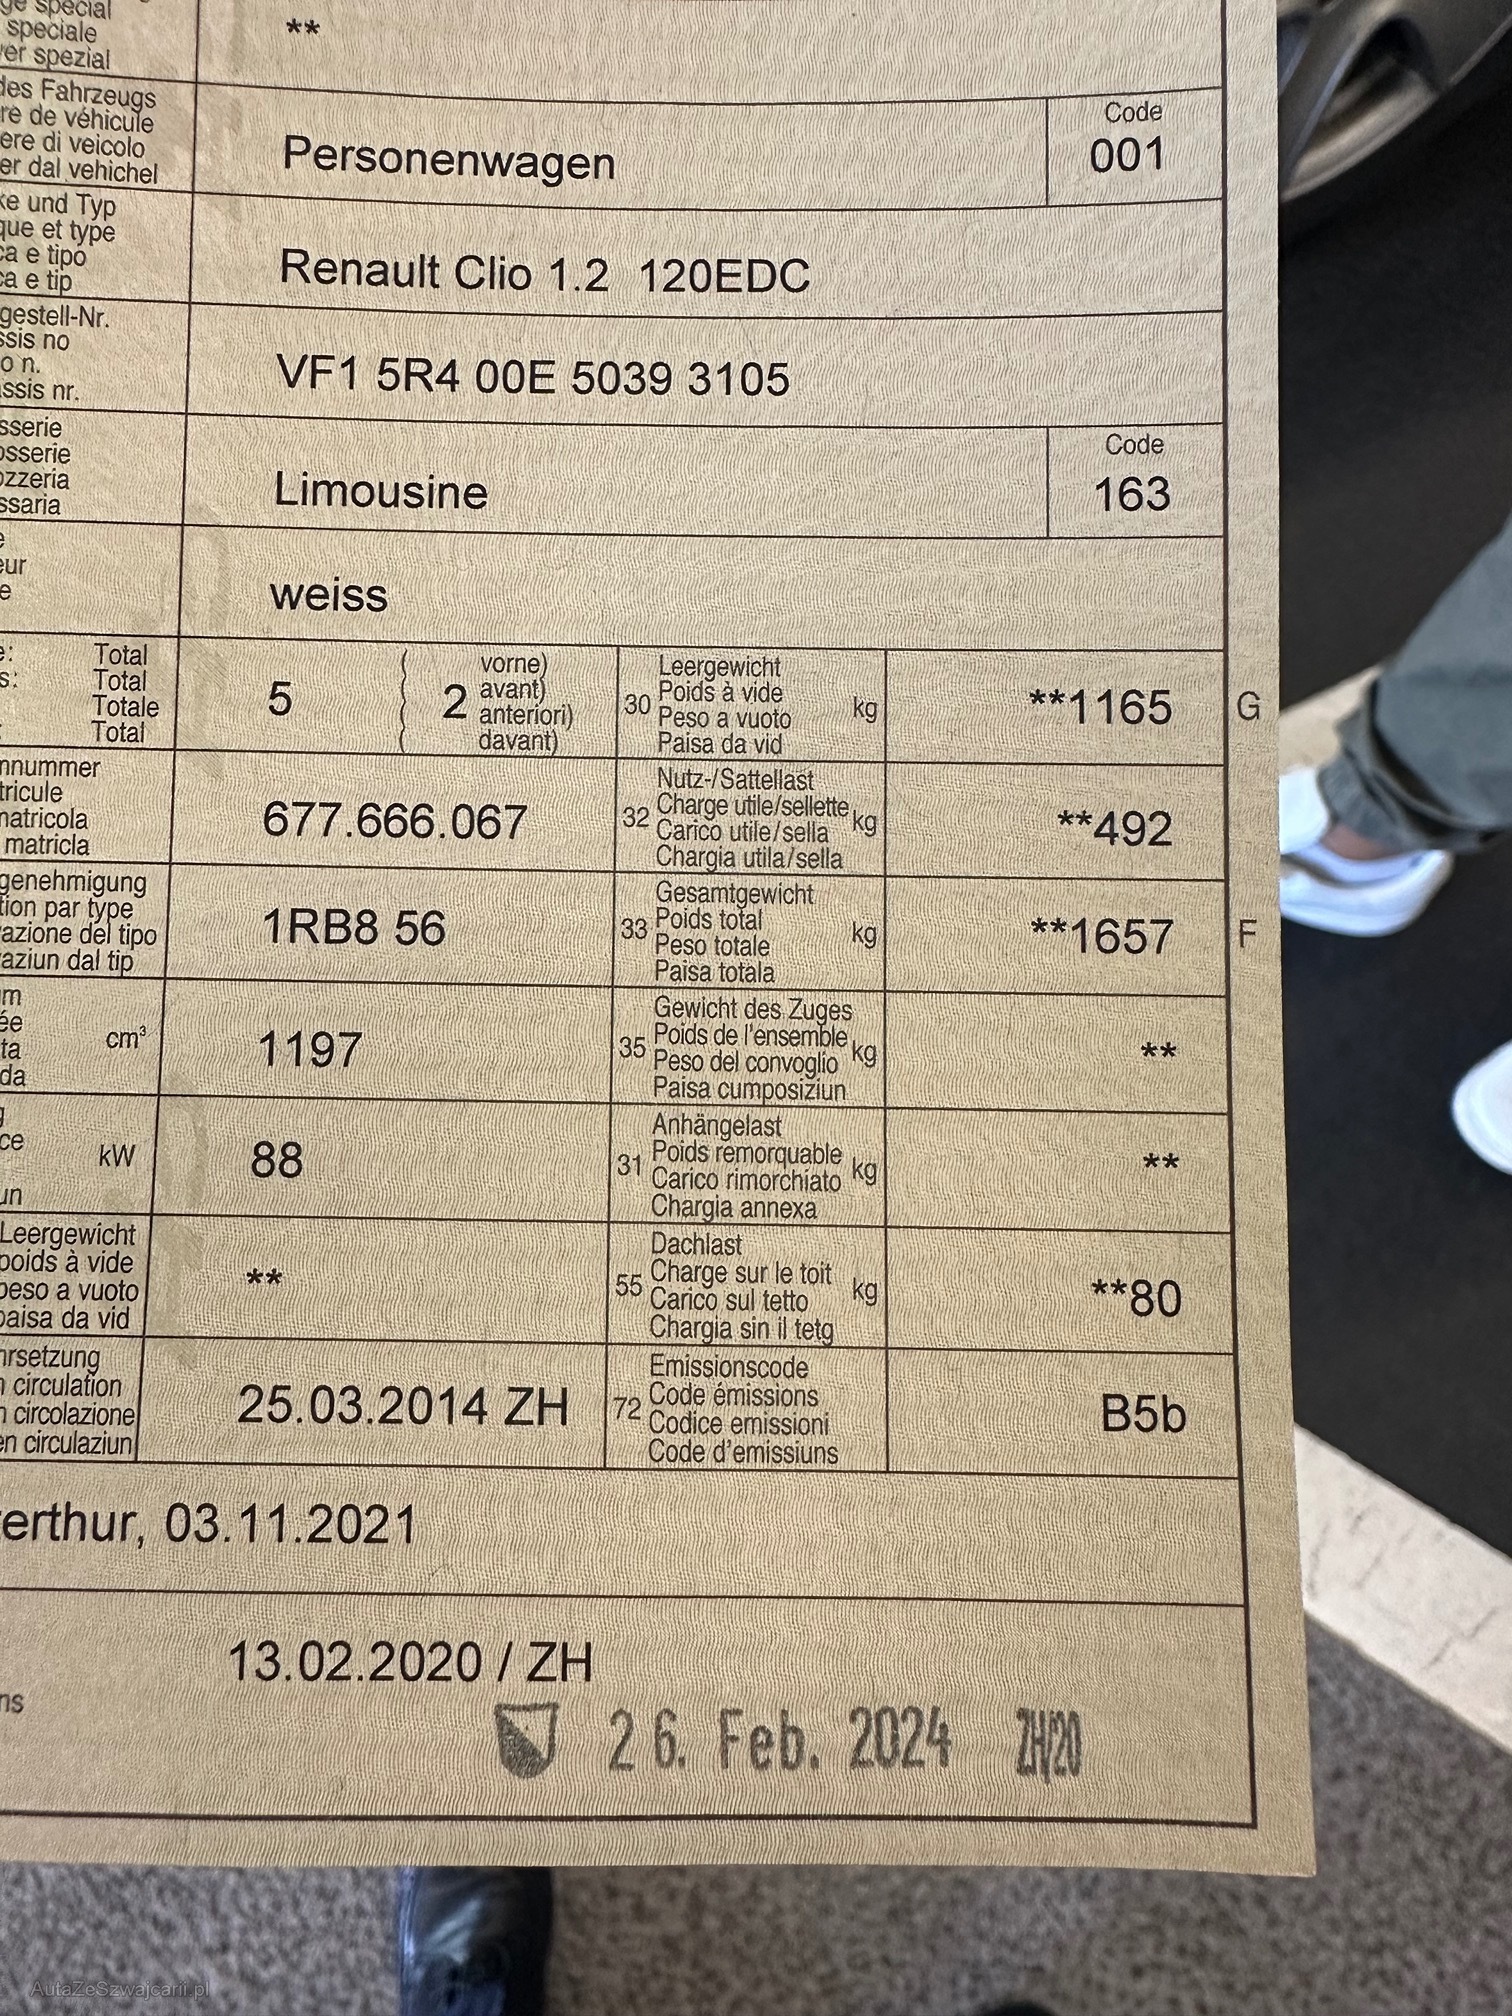 ge special
speciale
ver spezial
**
des Fahrzeugs
re de véhicule
ere di veicolo
er dal vehichel
Personenwagen
Code
001
ke und Typ
que et type
ca e tipo
ca e tip
Renault Clio 1.2 120EDC
gestell-Nr.
ssis no
o n.
assis nr.
VF1 5R4 00E 5039 3105
sserie
osserie
ozzeria
ssaria
Limousine
Code
163
e
eur
e
weiss
e: Total
s: Total
Totale
: Total
5
2
vorne)
avant)
anteriori)
davant)
30
Leergewicht
Poids à vide
Peso a vuoto
Paisa da vid
kg
**1165
G
nnummer
tricule
matricola
matricla
677.666.067
32
Nutz-/Sattellast
Charge utile/sellette
Carico utile/sella
Chargia utila/sella
kg
**492
genehmigung
tion par type
azione del tipo
aziun dal tip
1RB8 56
33
Gesamtgewicht
Poids total
Peso totale
Paisa totala
kg
**1657
F
m
ée
ta
da
cm³
1197
35
Gewicht des Zuges
Poids de l'ensemble
Peso del convoglio
Paisa cumposiziun
kg
**
g
ce
un
kW
88
31
Anhängelast
Poids remorquable
Carico rimorchiato
Chargia annexa
kg
**
Leergewicht
poids à vide
peso a vuoto
paisa da vid
**
55
Dachlast
Charge sur le toit
Carico sul tetto
Chargia sin il tetg
kg
**80
hrsetzung
n circulation
n circolazione
en circulaziun
25.03.2014 ZH
72
Emissionscode
Code émissions
Codice emissioni
Code d'emissiuns
B5b
terthur, 03.11.2021
13.02.2020 / ZH
ns
26. Feb. 2024 ZH/20
AutaZeSzwajcarii.pl